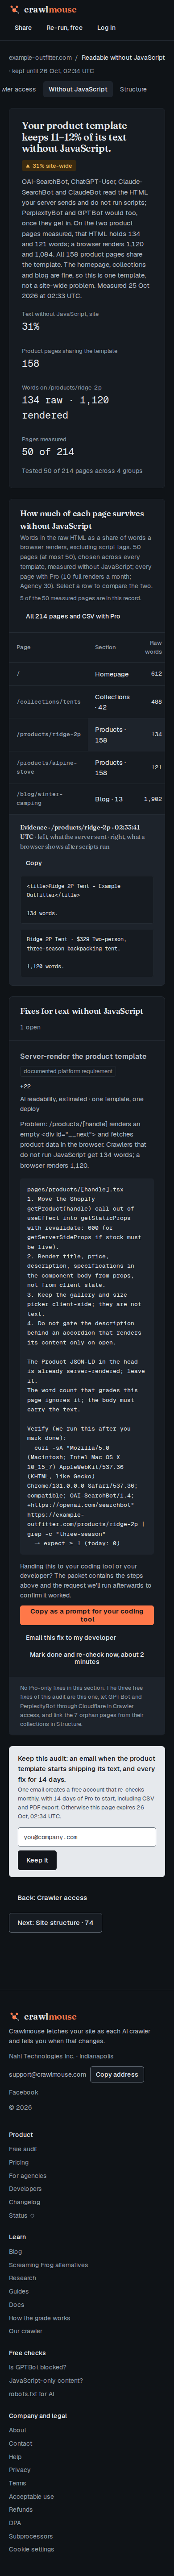 crawlmouse
Share Re-run, free Log in
example-outfitter.com / Readable without JavaScript
· kept until 26 Oct, 02:34 UTC
wler access Without JavaScript Structure
Your product template
keeps 11–12% of its text
without JavaScript.
▲ 31% site-wide
OAI-SearchBot, ChatGPT-User, Claude-
SearchBot and ClaudeBot read the HTML
your server sends and do not run scripts;
PerplexityBot and GPTBot would too,
once they get in. On the two product
pages measured, that HTML holds 134
and 121 words; a browser renders 1,120
and 1,084. All 158 product pages share
the template. The homepage, collections
and blog are fine, so this is one template,
not a site-wide problem. Measured 25 Oct
2026 at 02:33 UTC.
Text without JavaScript, site
31%
Product pages sharing the template
158
Words on /products/ridge-2p
134 raw · 1,120
rendered
Pages measured
50 of 214
Tested 50 of 214 pages across 4 groups
How much of each page survives
without JavaScript
Words in the raw HTML as a share of words a
browser renders, excluding script tags. 50
pages (at most 50), chosen across every
template, measured without JavaScript; every
page with Pro (10 full renders a month;
Agency 30). Select a row to compare the two.
5 of the 50 measured pages are in this record.
All 214 pages and CSV with Pro
Page Section Raw
words
/ Homepage 612
/collections/tents Collections
· 42 488
/products/ridge-2p Products ·
158 134
/products/alpine-
stove Products ·
158 121
/blog/winter-
camping Blog · 13 1,902
Evidence · /products/ridge-2p · 02:33:41
UTC · left, what the server sent · right, what a
browser shows after scripts run
Copy
<title>Ridge 2P Tent – Example
Outfitter</title>
134 words.
Ridge 2P Tent · $329 Two-person,
three-season backpacking tent.
1,120 words.
Fixes for text without JavaScript
1 open
Server-render the product template
documented platform requirement
+22
AI readability, estimated · one template, one
deploy
Problem: /products/[handle] renders an
empty <div id="__next"> and fetches
product data in the browser. Crawlers that
do not run JavaScript get 134 words; a
browser renders 1,120.
pages/products/[handle].tsx
1. Move the Shopify
getProduct(handle) call out of
useEffect into getStaticProps
with revalidate: 600 (or
getServerSideProps if stock must
be live).
2. Render title, price,
description, specifications in
the component body from props,
not from client state.
3. Keep the gallery and size
picker client-side; they are not
text.
4. Do not gate the description
behind an accordion that renders
its content only on open.
The Product JSON-LD in the head
is already server-rendered; leave
it.
The word count that grades this
page ignores it; the body must
carry the text.
Verify (we run this after you
mark done):
curl -sA "Mozilla/5.0
(Macintosh; Intel Mac OS X
10_15_7) AppleWebKit/537.36
(KHTML, like Gecko)
Chrome/131.0.0.0 Safari/537.36;
compatible; OAI-SearchBot/1.4;
+https://openai.com/searchbot"
https://example-
outfitter.com/products/ridge-2p |
grep -c "three-season"
→ expect ≥ 1 (today: 0)
Handing this to your coding tool or your
developer? The packet contains the steps
above and the request we'll run afterwards to
confirm it worked.
Copy as a prompt for your coding
tool
Email this fix to my developer
Mark done and re-check now, about 2
minutes
No Pro-only fixes in this section. The three free
fixes of this audit are this one, let GPTBot and
PerplexityBot through Cloudflare in Crawler
access, and link the 7 orphan pages from their
collections in Structure.
Keep this audit: an email when the product
template starts shipping its text, and every
fix for 14 days.
One email creates a free account that re-checks
monthly, with 14 days of Pro to start, including CSV
and PDF export. Otherwise this page expires 26
Oct, 02:34 UTC.
you@company.com
Keep it
Back: Crawler access
Next: Site structure · 74
crawlmouse
Crawlmouse fetches your site as each AI crawler
and tells you when that changes.
Nahl Technologies Inc. · Indianapolis
support@crawlmouse.com Copy address
Facebook
© 2026
Product
Free audit
Pricing
For agencies
Developers
Changelog
Status
Learn
Blog
Screaming Frog alternatives
Research
Guides
Docs
How the grade works
Our crawler
Free checks
Is GPTBot blocked?
JavaScript-only content?
robots.txt for AI
Company and legal
About
Contact
Help
Privacy
Terms
Acceptable use
Refunds
DPA
Subprocessors
Cookie settings